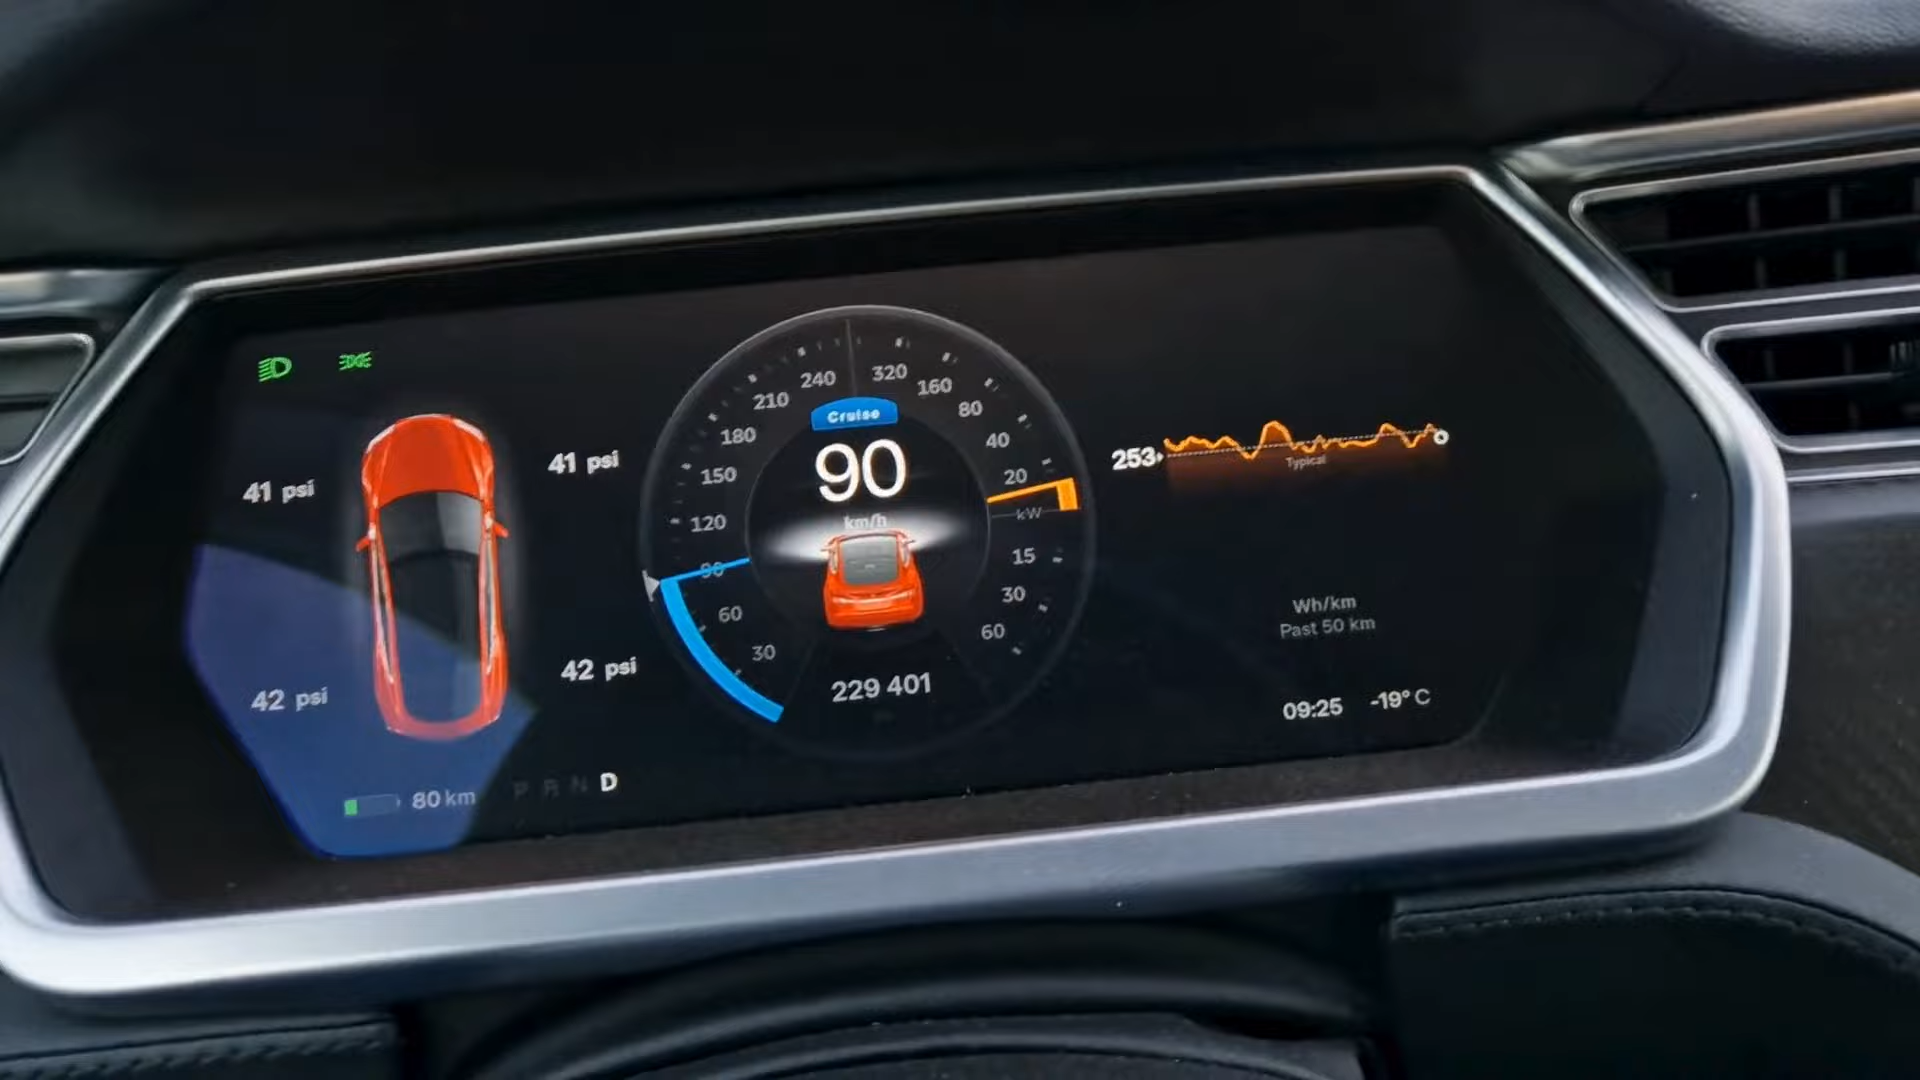 41 psi
41 psi
42 psi
42 psi
80 km
P R N D
240
210
180
150
120
90
60
30
320
160
80
40
20
kW
15
30
60
Cruise
90
km/h
229 401
253
Typical
Wh/km
Past 50 km
09:25 -19° C